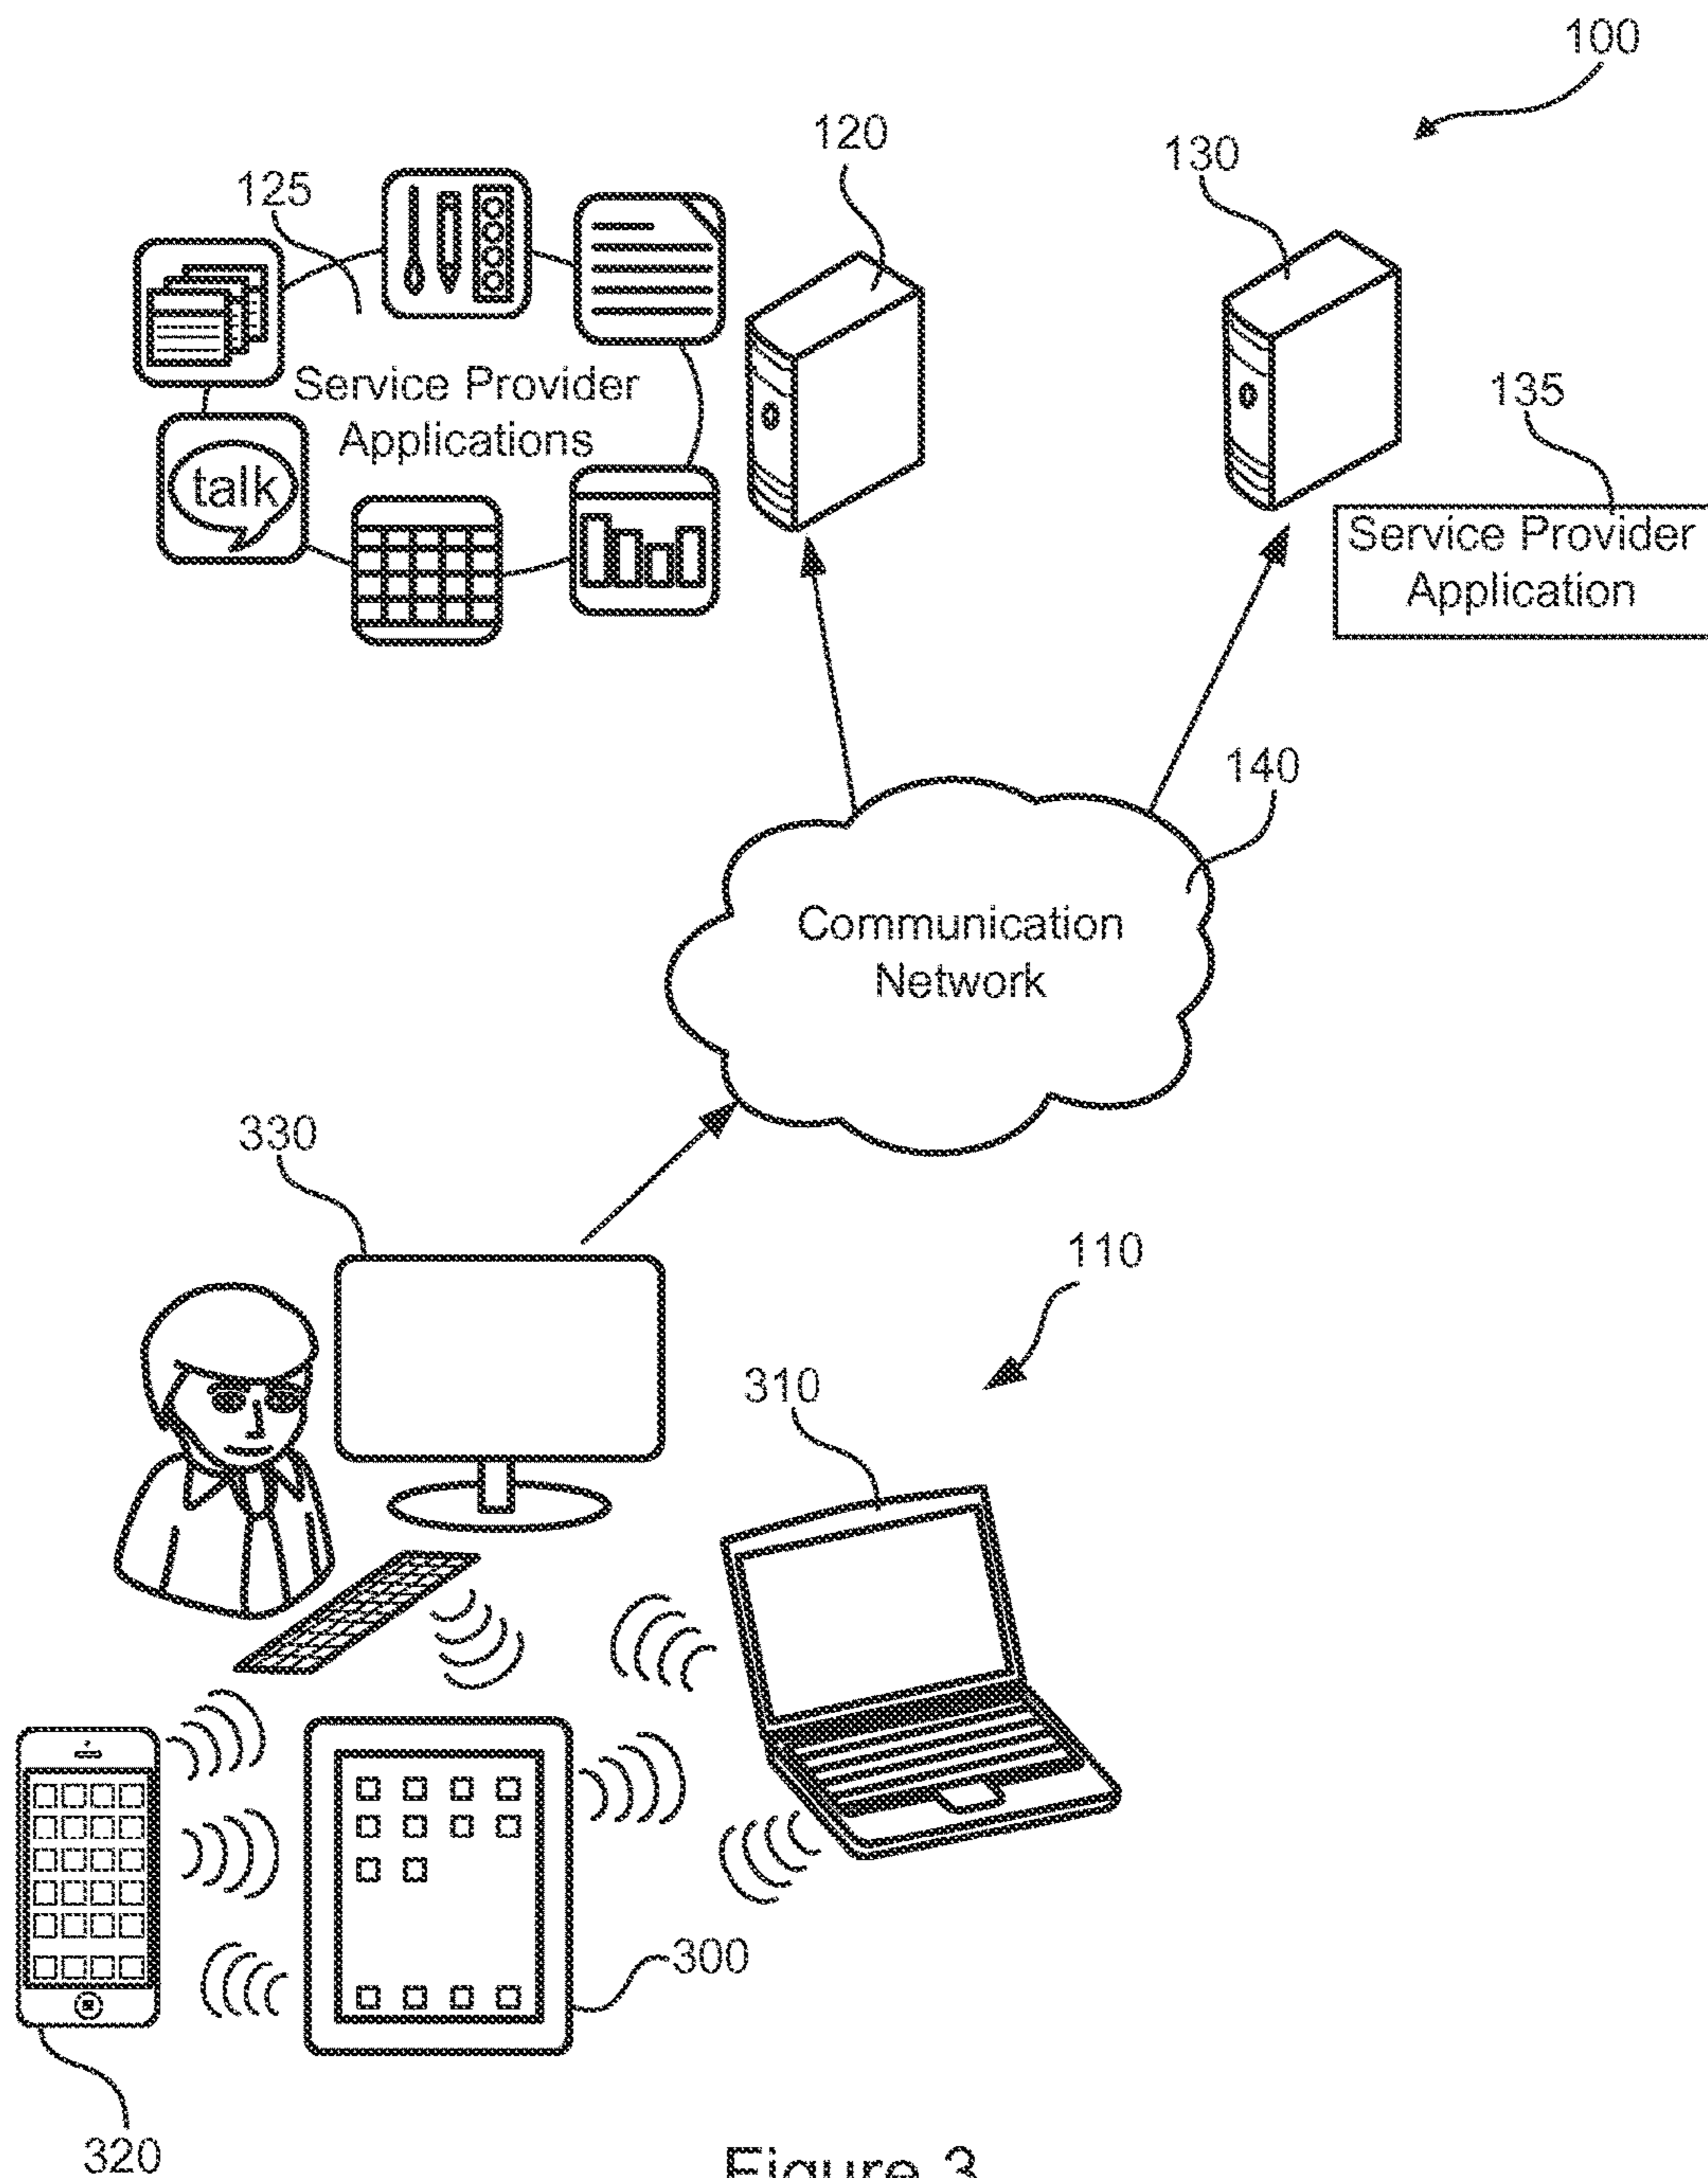 100
120
130
125
Service Provider
Applications
talk
135
Service Provider
Application
140
Communication
Network
330
110
310
300
320
Figure 3